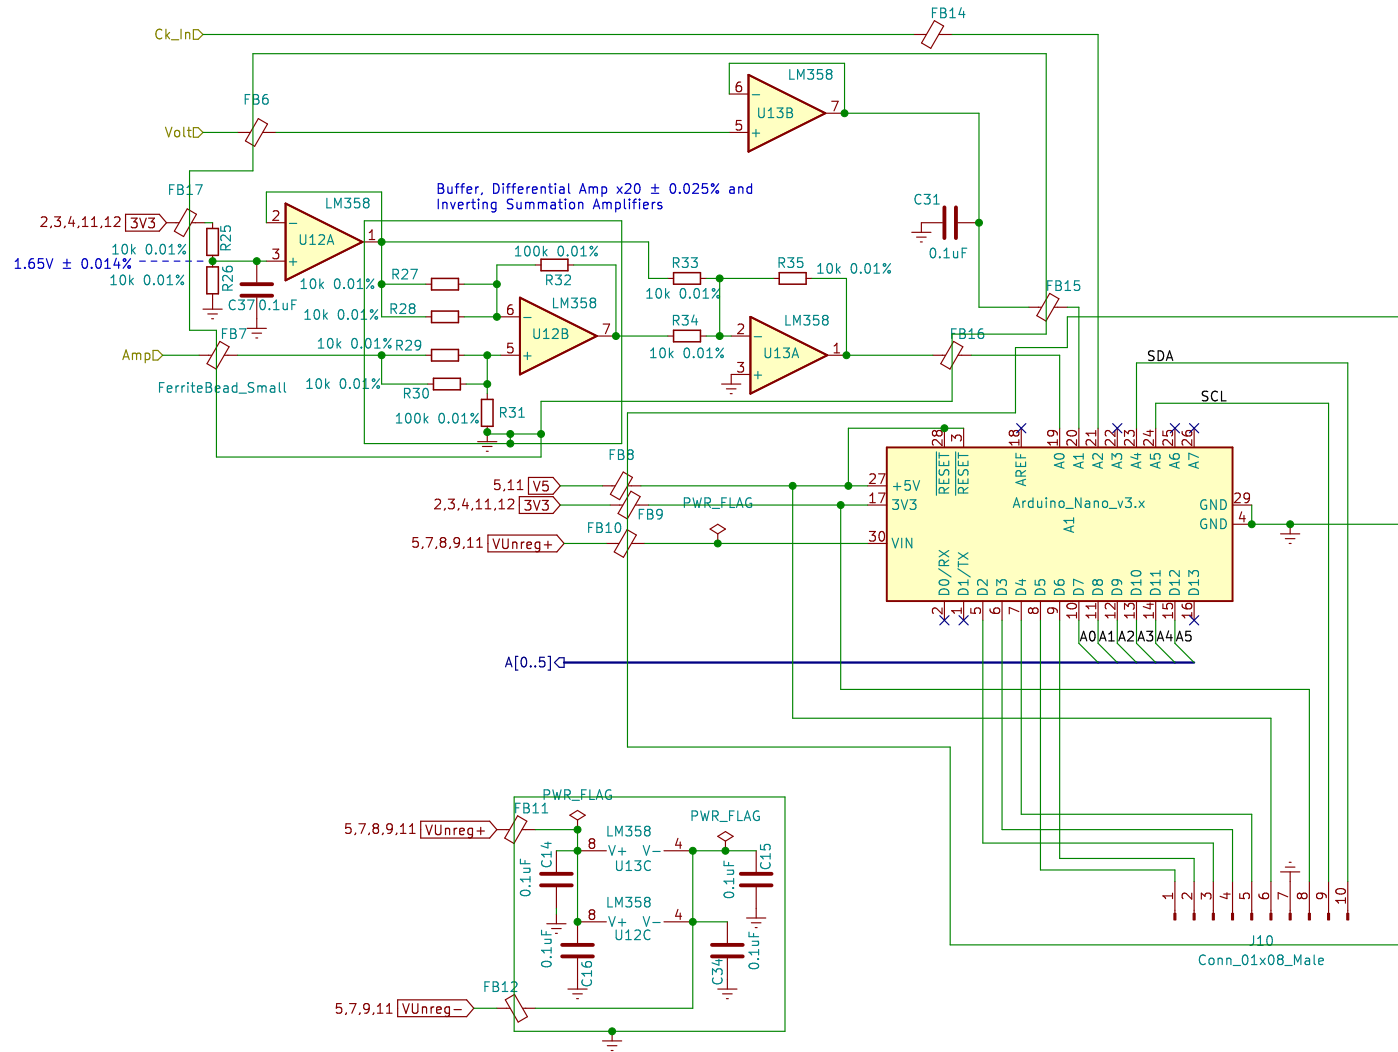 Ck_In
FB14
FB6
Volt
LM358
6
−
U13B
7
5
+
Buffer, Differential Amp x20 ± 0.025% and
Inverting Summation Amplifiers
FB17
2,3,4,11,12 3V3
R25
10k 0.01%
1.65V ± 0.014%
10k 0.01%
R26
LM358
2
−
U12A
1
3
+
C37
0.1uF
C31
0.1uF
R27
10k 0.01%
R28
10k 0.01%
100k 0.01%
R32
LM358
6
−
U12B
7
5
+
R33
10k 0.01%
R35
10k 0.01%
R34
10k 0.01%
LM358
2
−
U13A
1
3
+
FB15
FB16
FB7
Amp
FerriteBead_Small
10k 0.01%
R29
10k 0.01%
R30
100k 0.01%
R31
SDA
SCL
FB8
5,11 V5
2,3,4,11,12 3V3
FB9
FB10
5,7,8,9,11 VUnreg+
PWR_FLAG
28 3 18 19 20 21 22 23 24 25 26
RESET RESET AREF A0 A1 A2 A3 A4 A5 A6 A7
27 +5V
17 3V3
30 VIN
Arduino_Nano_v3.x
A1
GND 29
GND 4
D0/RX D1/TX D2 D3 D4 D5 D6 D7 D8 D9 D10 D11 D12 D13
2 1 5 6 7 8 9 10 11 12 13 14 15 16
A0 A1 A2 A3 A4 A5
A[0..5]
PWR_FLAG
FB11
5,7,8,9,11 VUnreg+
PWR_FLAG
LM358
8 V+ V− 4
U13C
C14
0.1uF
C15
0.1uF
LM358
8 V+ V− 4
U12C
0.1uF
C16
C34
0.1uF
FB12
5,7,9,11 VUnreg−
1 2 3 4 5 6 7 8 9 10
J10
Conn_01x08_Male